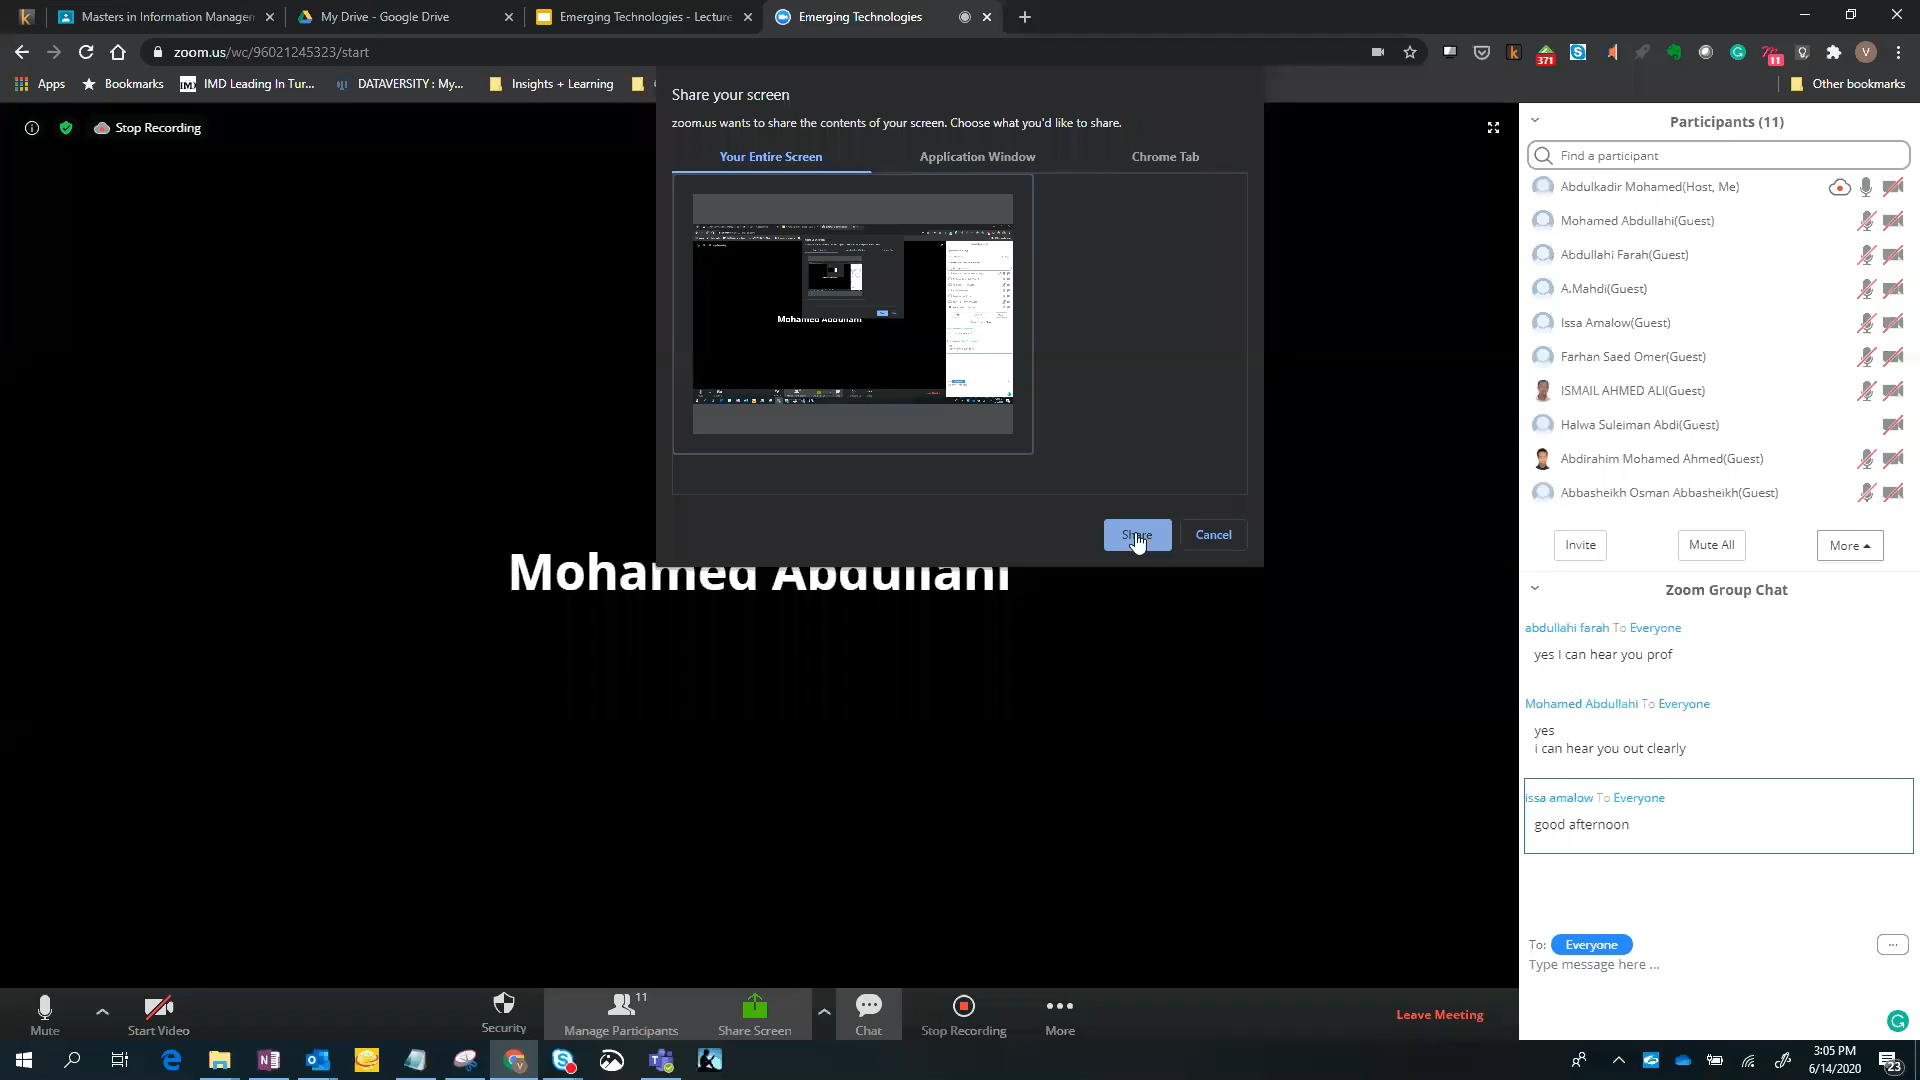 Masters in Information Managem
My Drive - Google Drive
Emerging Technologies - Lecture
Emerging Technologies
zoom.us/wc/96021245323/start
371
11
V
Apps
Bookmarks
IMD Leading In Tur...
DATAVERSITY : My...
Insights + Learning
Other bookmarks
Stop Recording
Share your screen
zoom.us wants to share the contents of your screen. Choose what you'd like to share.
Your Entire Screen
Application Window
Chrome Tab
Mohamed Abdullahi
Share
Cancel
Mohamed Abdullahi
Participants (11)
Find a participant
Abdulkadir Mohamed(Host, Me)
Mohamed Abdullahi(Guest)
Abdullahi Farah(Guest)
A.Mahdi(Guest)
Issa Amalow(Guest)
Farhan Saed Omer(Guest)
ISMAIL AHMED ALI(Guest)
Halwa Suleiman Abdi(Guest)
Abdirahim Mohamed Ahmed(Guest)
Abbasheikh Osman Abbasheikh(Guest)
Invite
Mute All
More
Zoom Group Chat
abdullahi farah To Everyone
yes I can hear you prof
Mohamed Abdullahi To Everyone
yes
i can hear you out clearly
issa amalow To Everyone
good afternoon
To: Everyone
Type message here ...
Mute
Start Video
Security
11
Manage Participants
Share Screen
Chat
Stop Recording
More
Leave Meeting
3:05 PM
6/14/2020
23